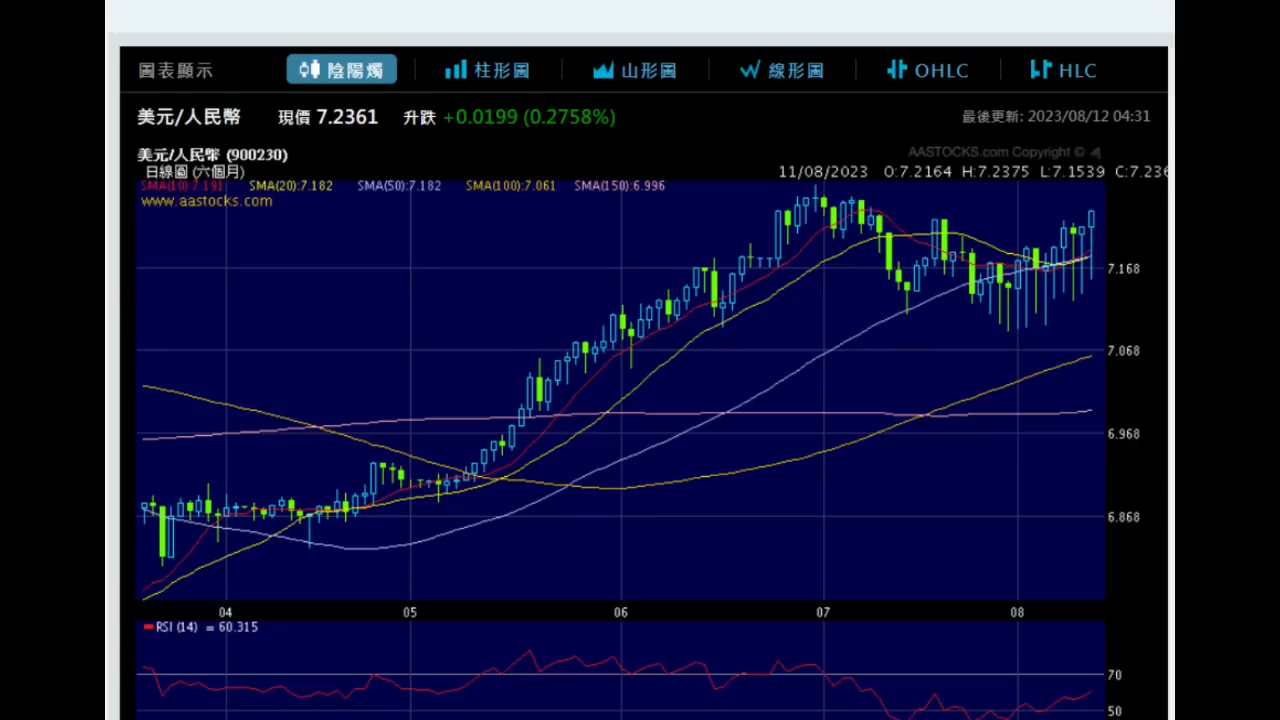 圖表顯示 陰陽燭 柱形圖 山形圖 線形圖 OHLC HLC
美元/人民幣 現價 7.2361 升跌 +0.0199 (0.2758%) 最後更新: 2023/08/12 04:31
AASTOCKS.com Copyright ©
美元/人民幣 (900230)
日線圖 (六個月) 11/08/2023 O:7.2164 H:7.2375 L:7.1539 C:7.236
SMA(10):7.191 SMA(20):7.182 SMA(50):7.182 SMA(100):7.061 SMA(150):6.996
www.aastocks.com
7.168
7.068
6.968
6.868
04 05 06 07 08
RSI (14) = 60.315
70
50